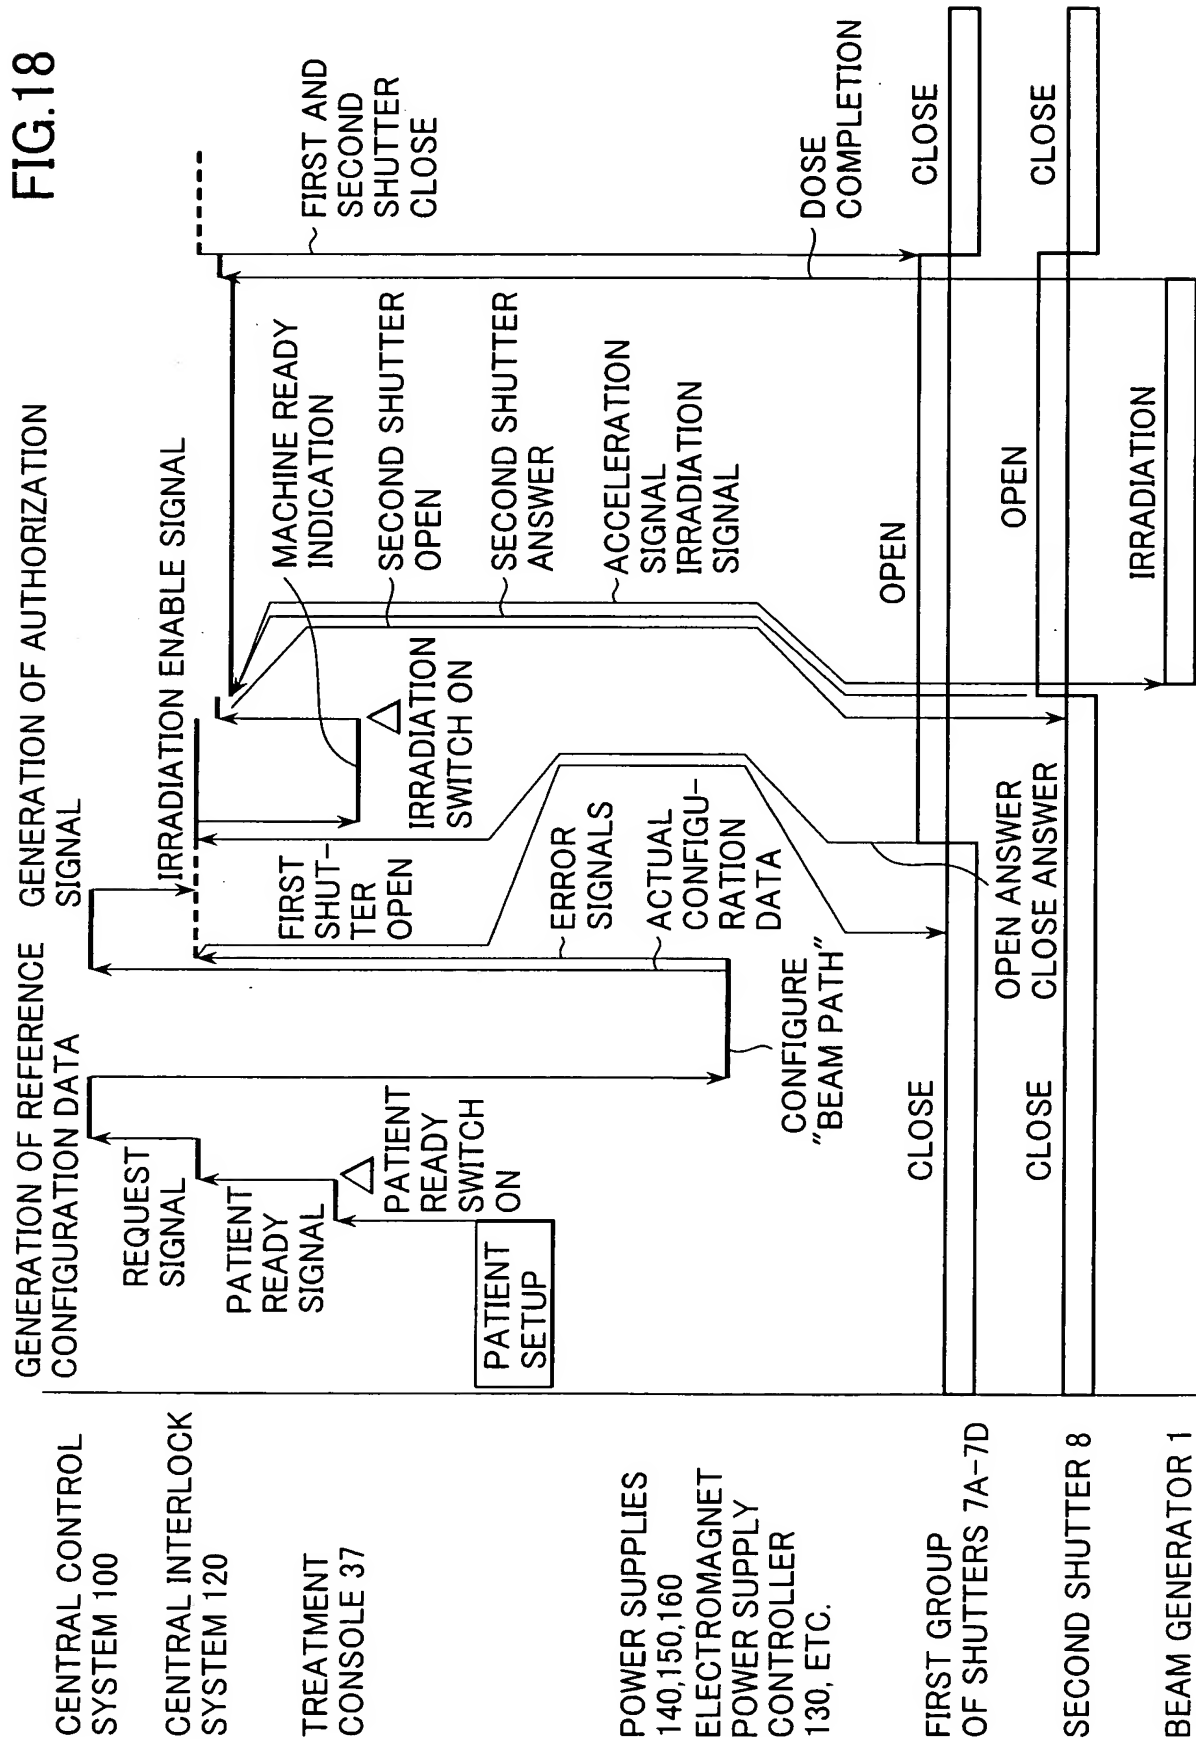 FIG.18
GENERATION OF REFERENCE
CONFIGURATION DATA
GENERATION OF AUTHORIZATION
SIGNAL
CENTRAL CONTROL
SYSTEM 100
CENTRAL INTERLOCK
SYSTEM 120
TREATMENT
CONSOLE 37
POWER SUPPLIES
140,150,160
ELECTROMAGNET
POWER SUPPLY
CONTROLLER
130, ETC.
FIRST GROUP
OF SHUTTERS 7A-7D
SECOND SHUTTER 8
BEAM GENERATOR 1
REQUEST
SIGNAL
PATIENT
READY
SIGNAL
PATIENT
SETUP
PATIENT
READY
SWITCH
ON
CONFIGURE
"BEAM PATH"
IRRADIATION ENABLE SIGNAL
FIRST
SHUT-
TER
OPEN
ERROR
SIGNALS
ACTUAL
CONFIGU-
RATION
DATA
IRRADIATION
SWITCH ON
MACHINE READY
INDICATION
SECOND SHUTTER
OPEN
SECOND SHUTTER
ANSWER
ACCELERATION
SIGNAL
IRRADIATION
SIGNAL
FIRST AND
SECOND
SHUTTER
CLOSE
DOSE
COMPLETION
CLOSE
OPEN
CLOSE
OPEN ANSWER
CLOSE ANSWER
CLOSE
OPEN
CLOSE
IRRADIATION